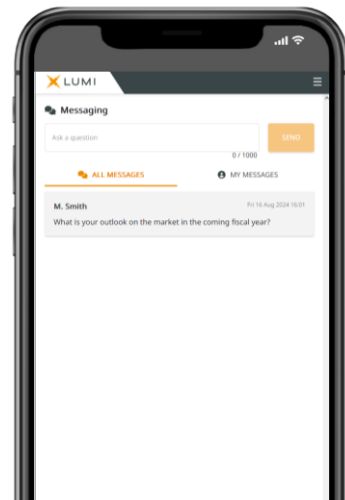 LUMI
Messaging
Ask a question
SEND
0 / 1000
ALL MESSAGES
MY MESSAGES
M. Smith
Fri 16 Aug 2024 16:01
What is your outlook on the market in the coming fiscal year?